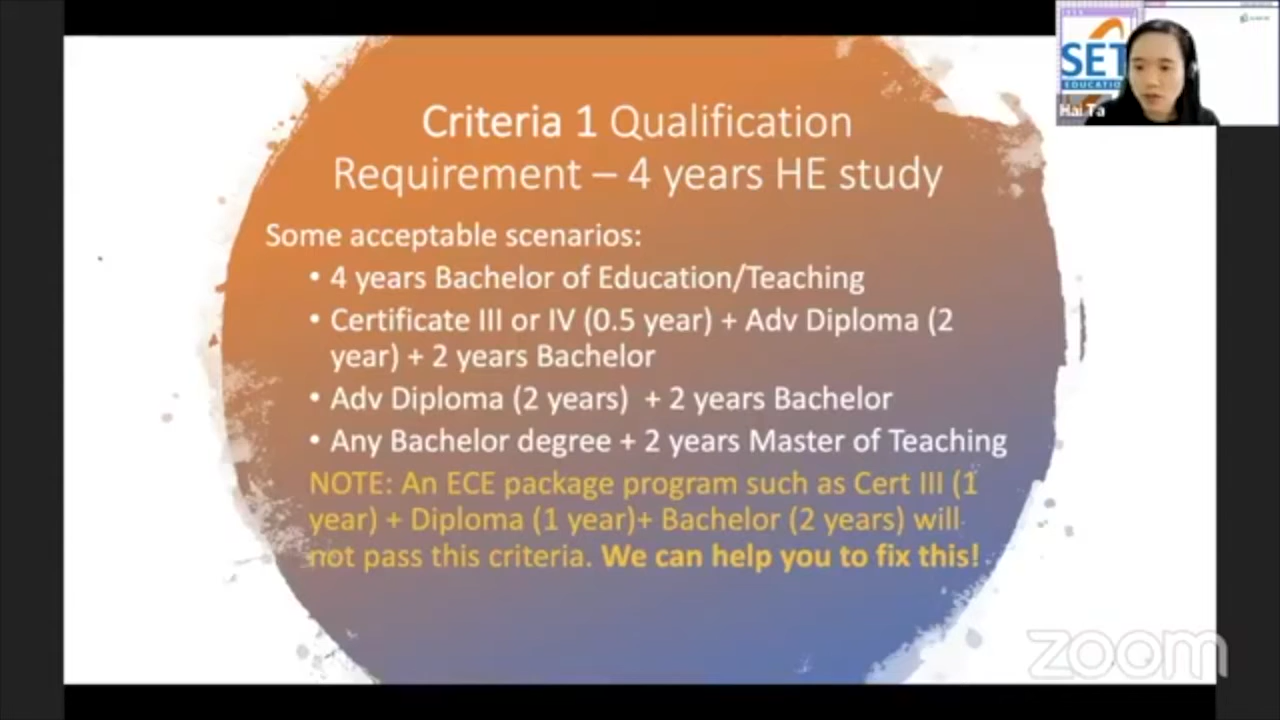 Criteria 1 Qualification
Requirement – 4 years HE study
Some acceptable scenarios:
• 4 years Bachelor of Education/Teaching
• Certificate III or IV (0.5 year) + Adv Diploma (2
year) + 2 years Bachelor
• Adv Diploma (2 years) + 2 years Bachelor
• Any Bachelor degree + 2 years Master of Teaching
NOTE: An ECE package program such as Cert III (1
year) + Diploma (1 year)+ Bachelor (2 years) will
not pass this criteria. We can help you to fix this!
SET
EDUCATIO
Hai Ta
zoom